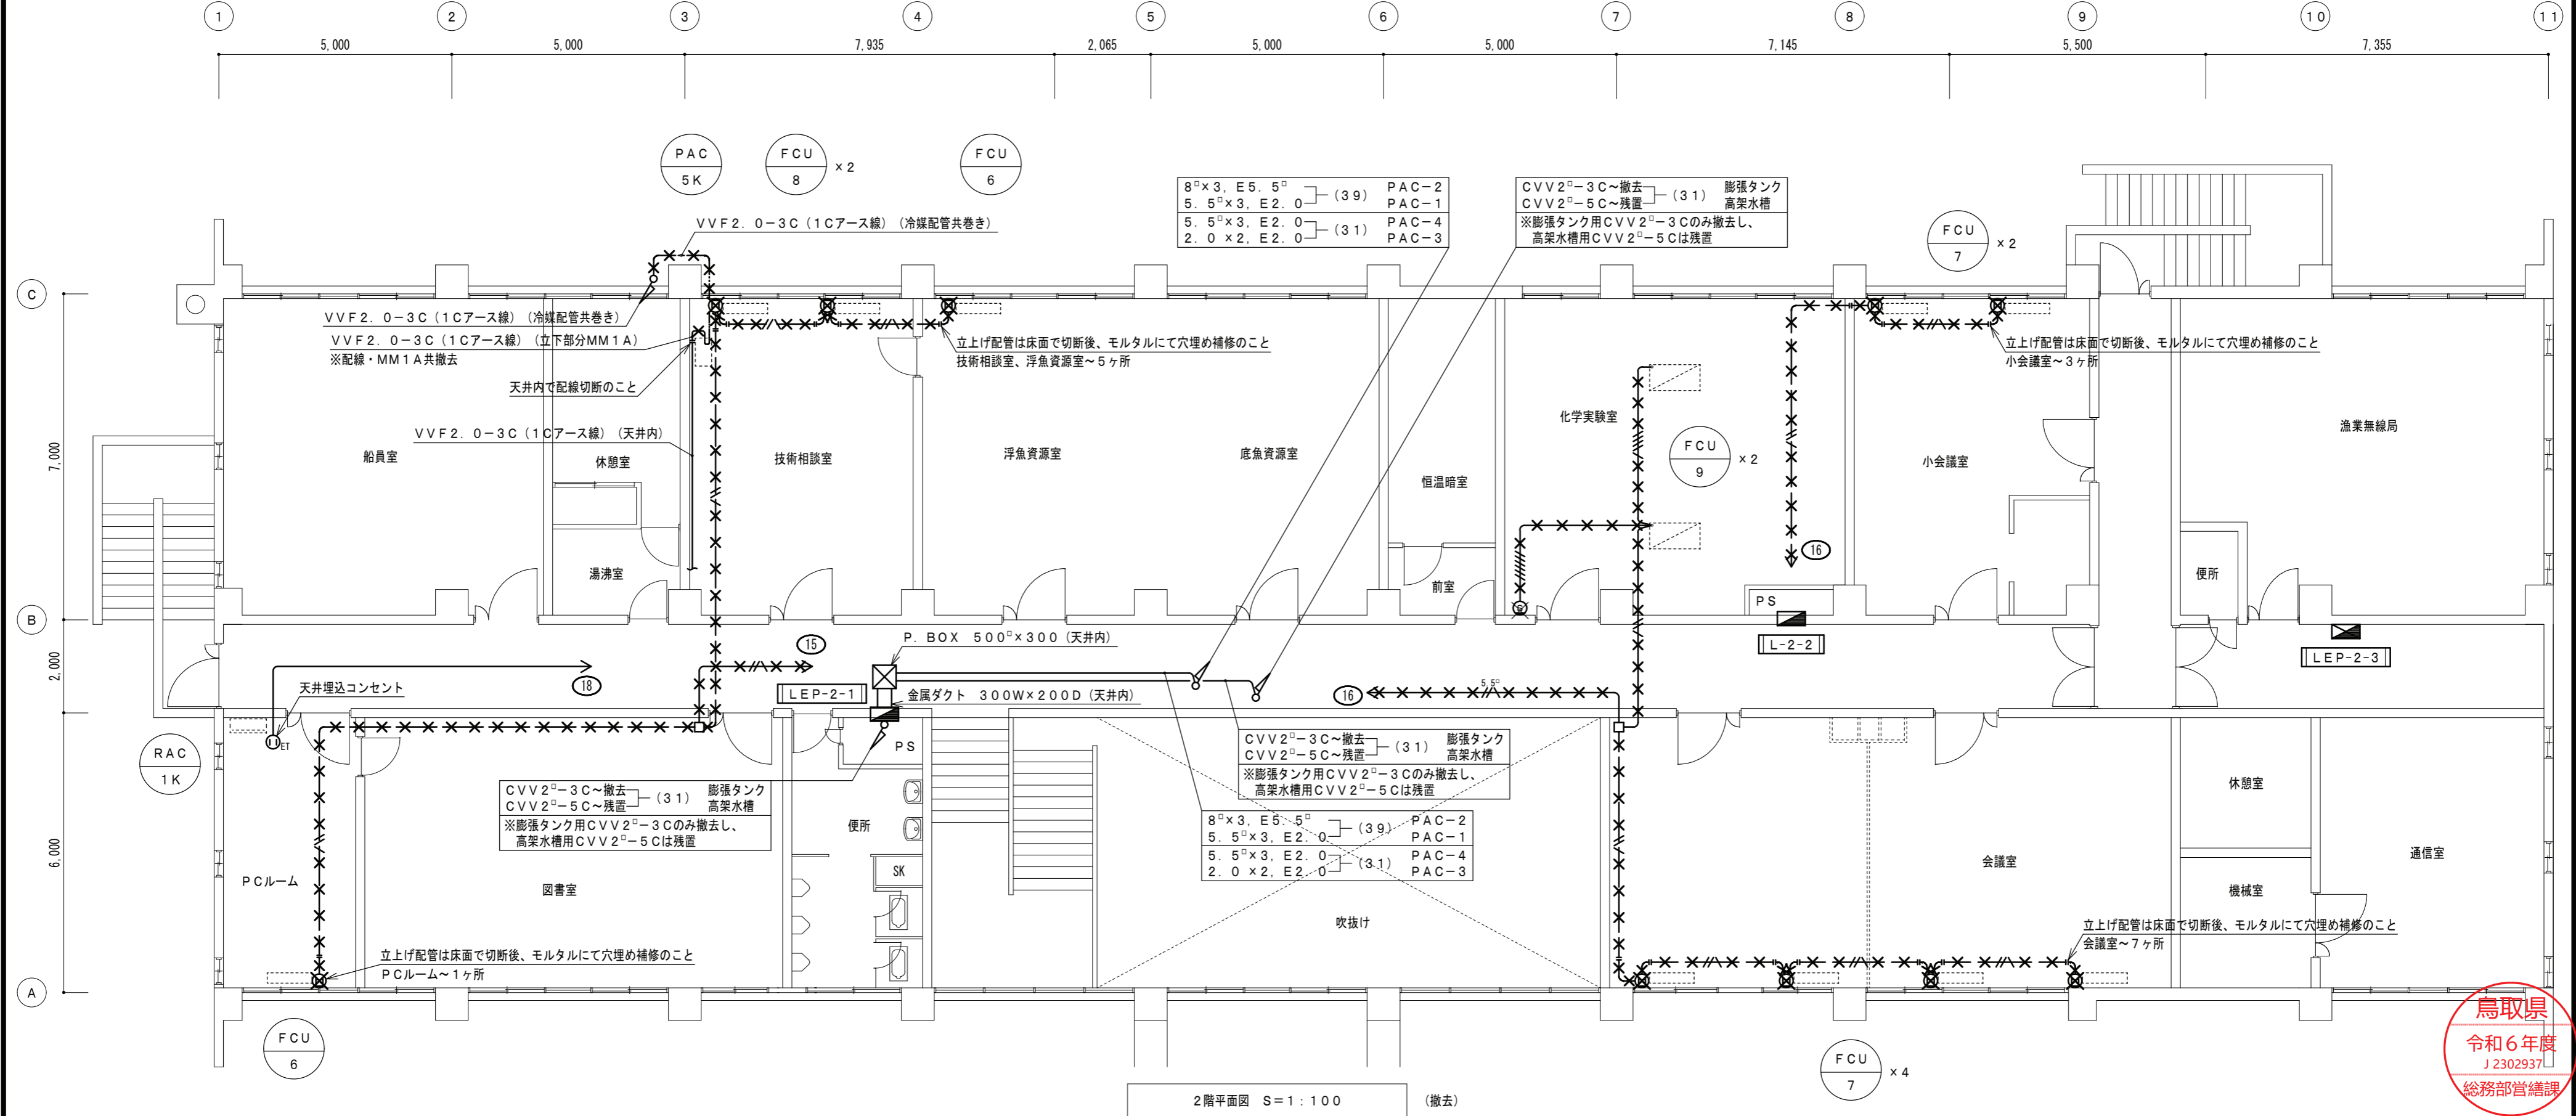 1 2 3 4 5 6 7 8 9 10 11
5,000 5,000 7,935 2,065 5,000 5,000 7,145 5,500 7,355
PAC
5K
FCU
8
×2
FCU
6
8□×3, E5.5□
5.5□×3, E2.0
(39)
PAC-2
PAC-1
5.5□×3, E2.0
2.0×2, E2.0
(31)
PAC-4
PAC-3
CVV2□-3C~撤去
CVV2□-5C~残置
(31)
膨張タンク
高架水槽
※膨張タンク用CVV2□-3Cのみ撤去し、
高架水槽用CVV2□-5Cは残置
FCU
7
×2
VVF2.0-3C(1Cアース線)(冷媒配管共巻き)
C
VVF2.0-3C(1Cアース線)(冷媒配管共巻き)
VVF2.0-3C(1Cアース線)(立下部分MM1A)
※配線・MM1A共撤去
天井内で配線切断のこと
VVF2.0-3C(1Cアース線)(天井内)
立上げ配管は床面で切断後、モルタルにて穴埋め補修のこと
技術相談室、浮魚資源室~5ヶ所
立上げ配管は床面で切断後、モルタルにて穴埋め補修のこと
小会議室~3ヶ所
7,000
船員室
休憩室
湯沸室
技術相談室
浮魚資源室
底魚資源室
恒温暗室
前室
化学実験室
FCU
9
×2
16
小会議室
漁業無線局
便所
PS
B
L-2-2
LEP-2-3
2,000
15
P.BOX 500□×300(天井内)
18
天井埋込コンセント
ET
LEP-2-1
金属ダクト 300W×200D(天井内)
16
5.5□
RAC
1K
PS
CVV2□-3C~撤去
CVV2□-5C~残置
(31)
膨張タンク
高架水槽
※膨張タンク用CVV2□-3Cのみ撤去し、
高架水槽用CVV2□-5Cは残置
CVV2□-3C~撤去
CVV2□-5C~残置
(31)
膨張タンク
高架水槽
※膨張タンク用CVV2□-3Cのみ撤去し、
高架水槽用CVV2□-5Cは残置
8□×3, E5.5□
5.5□×3, E2.0
(39)
PAC-2
PAC-1
5.5□×3, E2.0
2.0×2, E2.0
(31)
PAC-4
PAC-3
6,000
PCルーム
図書室
便所
SK
吹抜け
会議室
休憩室
機械室
通信室
立上げ配管は床面で切断後、モルタルにて穴埋め補修のこと
PCルーム~1ヶ所
立上げ配管は床面で切断後、モルタルにて穴埋め補修のこと
会議室~7ヶ所
A
FCU
6
FCU
7
×4
2階平面図 S=1:100
(撤去)
鳥取県
令和6年度
J2302937
総務部営繕課